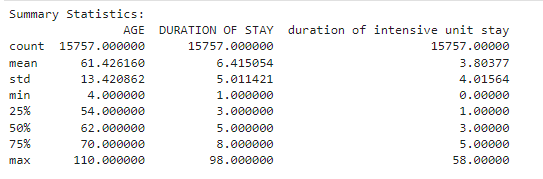 Summary Statistics:
AGE DURATION OF STAY duration of intensive unit stay
count 15757.000000 15757.000000 15757.00000
mean 61.426160 6.415054 3.80377
std 13.420862 5.011421 4.01564
min 4.000000 1.000000 0.00000
25% 54.000000 3.000000 1.00000
50% 62.000000 5.000000 3.00000
75% 70.000000 8.000000 5.00000
max 110.000000 98.000000 58.00000